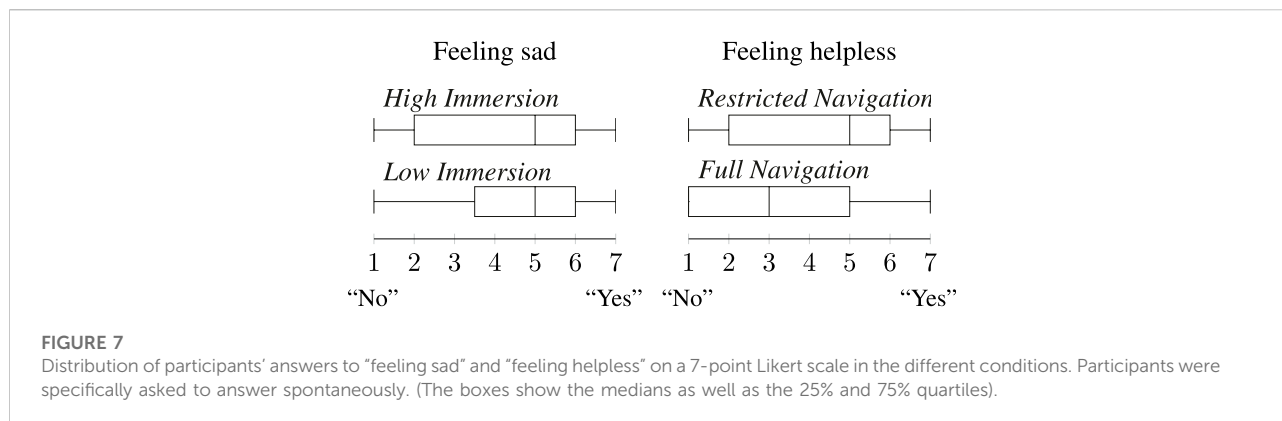 Feeling sad
High Immersion
Low Immersion
1 2 3 4 5 6 7
“No” “Yes”
Feeling helpless
Restricted Navigation
Full Navigation
1 2 3 4 5 6 7
“No” “Yes”
FIGURE 7
Distribution of participants’ answers to “feeling sad” and “feeling helpless” on a 7-point Likert scale in the different conditions. Participants were
specifically asked to answer spontaneously. (The boxes show the medians as well as the 25% and 75% quartiles).